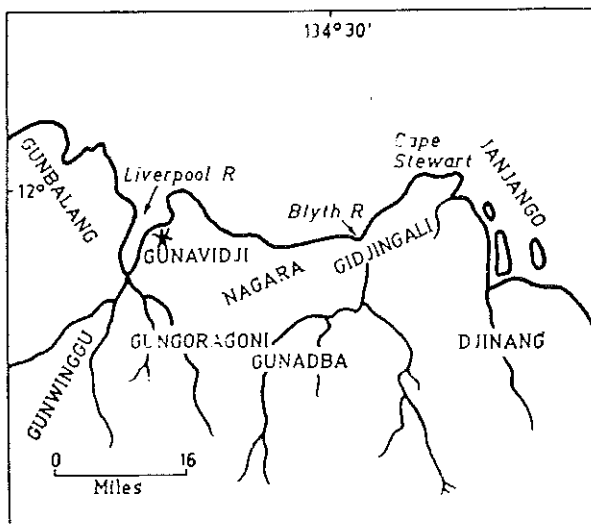 134°30'
Cape
Stewart
JANJANGO
GUNBALANG
Liverpool R
12°
Blyth R
GUNAVIDJI
GIDJINGALI
NAGARA
GUNGORAGONI
GUNADBA
DJINANG
GUNWINGGU
0 16
Miles